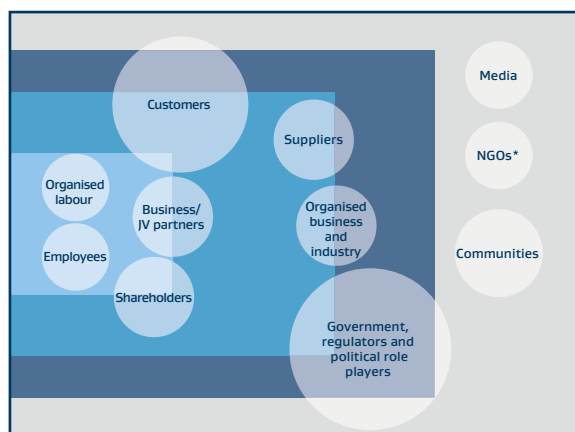 Customers
Media
Suppliers
NGOs*
Organised
labour
Business/
JV partners
Organised
business
and
industry
Employees
Communities
Shareholders
Government,
regulators and
political role
players